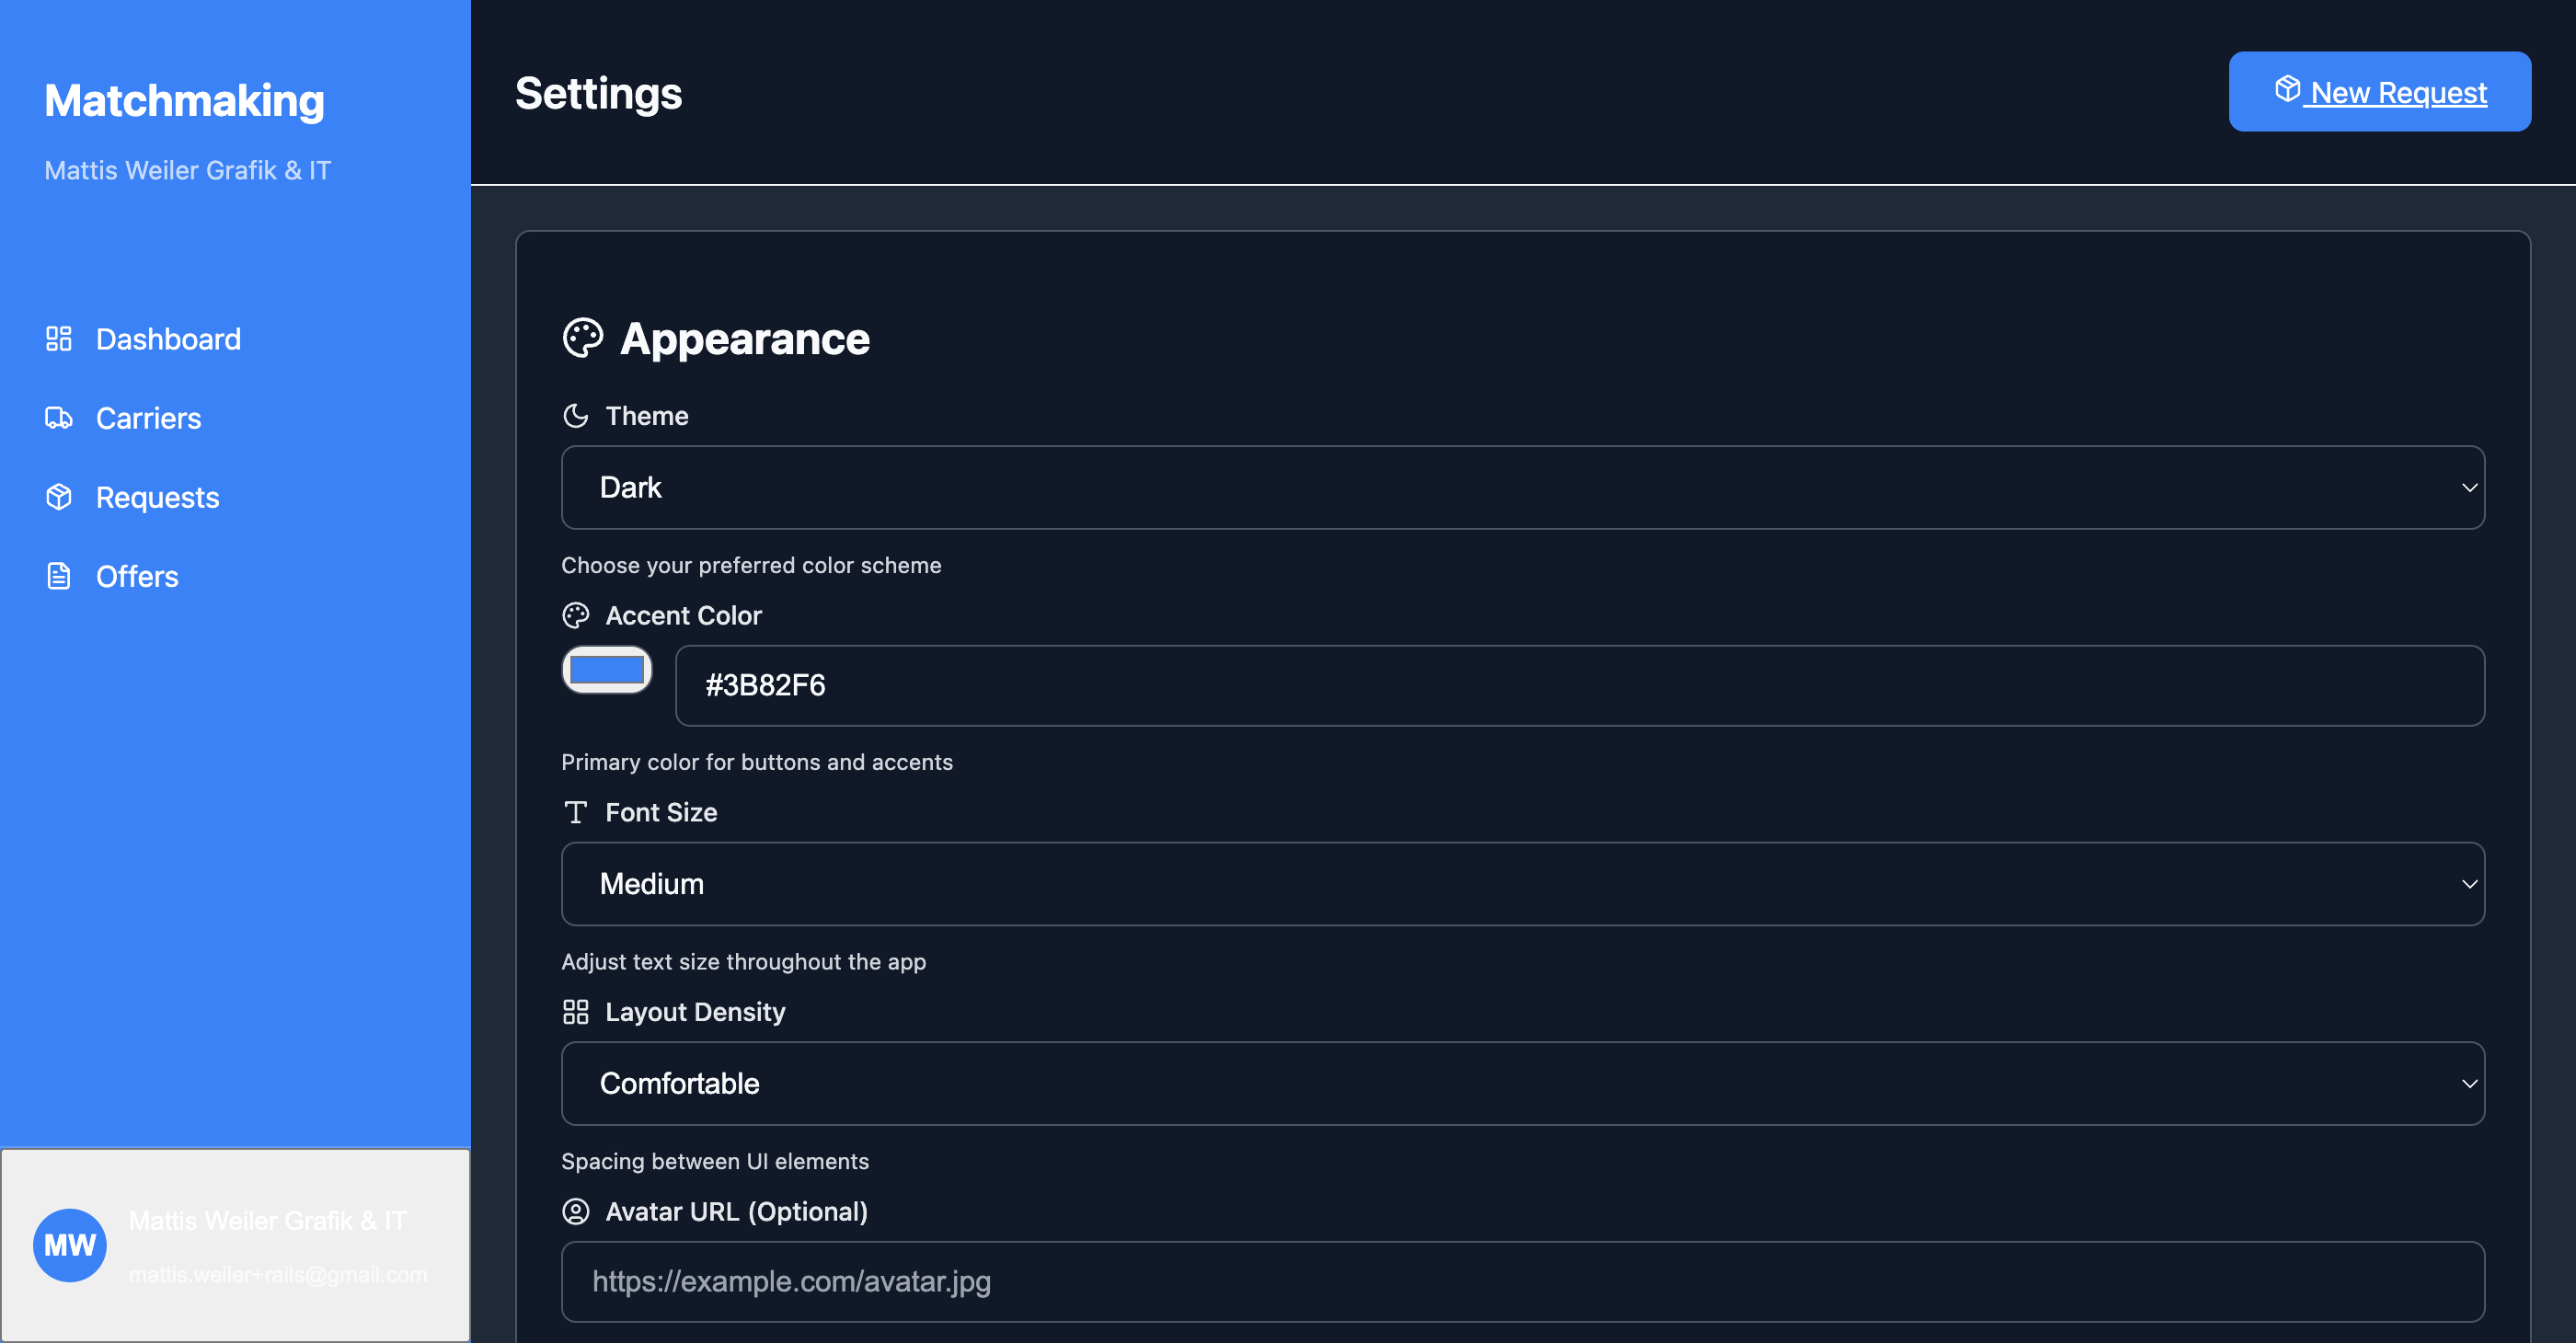 Matchmaking
Mattis Weiler Grafik & IT
Dashboard
Carriers
Requests
Offers
MW
Mattis Weiler Grafik & IT
mattis.weiler+rails@gmail.com
Settings
New Request
Appearance
Theme
Dark
Choose your preferred color scheme
Accent Color
#3B82F6
Primary color for buttons and accents
Font Size
Medium
Adjust text size throughout the app
Layout Density
Comfortable
Spacing between UI elements
Avatar URL (Optional)
https://example.com/avatar.jpg